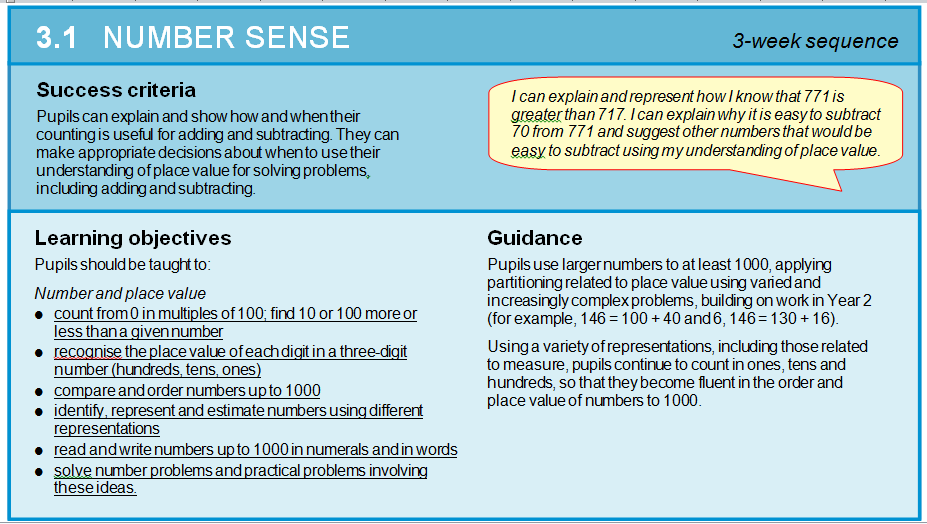 3.1 NUMBER SENSE
3-week sequence
Success criteria
Pupils can explain and show how and when their
counting is useful for adding and subtracting. They can
make appropriate decisions about when to use their
understanding of place value for solving problems,
including adding and subtracting.
I can explain and represent how I know that 771 is
greater than 717. I can explain why it is easy to subtract
70 from 771 and suggest other numbers that would be
easy to subtract using my understanding of place value.
Learning objectives
Pupils should be taught to:
Number and place value
● count from 0 in multiples of 100; find 10 or 100 more or
less than a given number
● recognise the place value of each digit in a three-digit
number (hundreds, tens, ones)
● compare and order numbers up to 1000
● identify, represent and estimate numbers using different
representations
● read and write numbers up to 1000 in numerals and in words
● solve number problems and practical problems involving
these ideas.
Guidance
Pupils use larger numbers to at least 1000, applying
partitioning related to place value using varied and
increasingly complex problems, building on work in Year 2
(for example, 146 = 100 + 40 and 6, 146 = 130 + 16).
Using a variety of representations, including those related
to measure, pupils continue to count in ones, tens and
hundreds, so that they become fluent in the order and
place value of numbers to 1000.